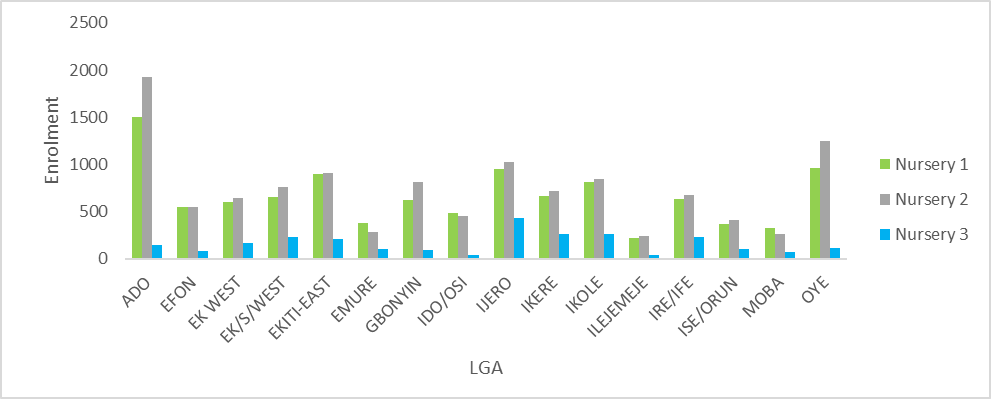 2500
2000
1500
1000
500
0
Enrolment
ADO
EFON
EK WEST
EK/S/WEST
EKITI-EAST
EMURE
GBONYIN
IDO/OSI
IJERO
IKERE
IKOLE
ILEJEMEJE
IRE/IFE
ISE/ORUN
MOBA
OYE
LGA
Nursery 1
Nursery 2
Nursery 3